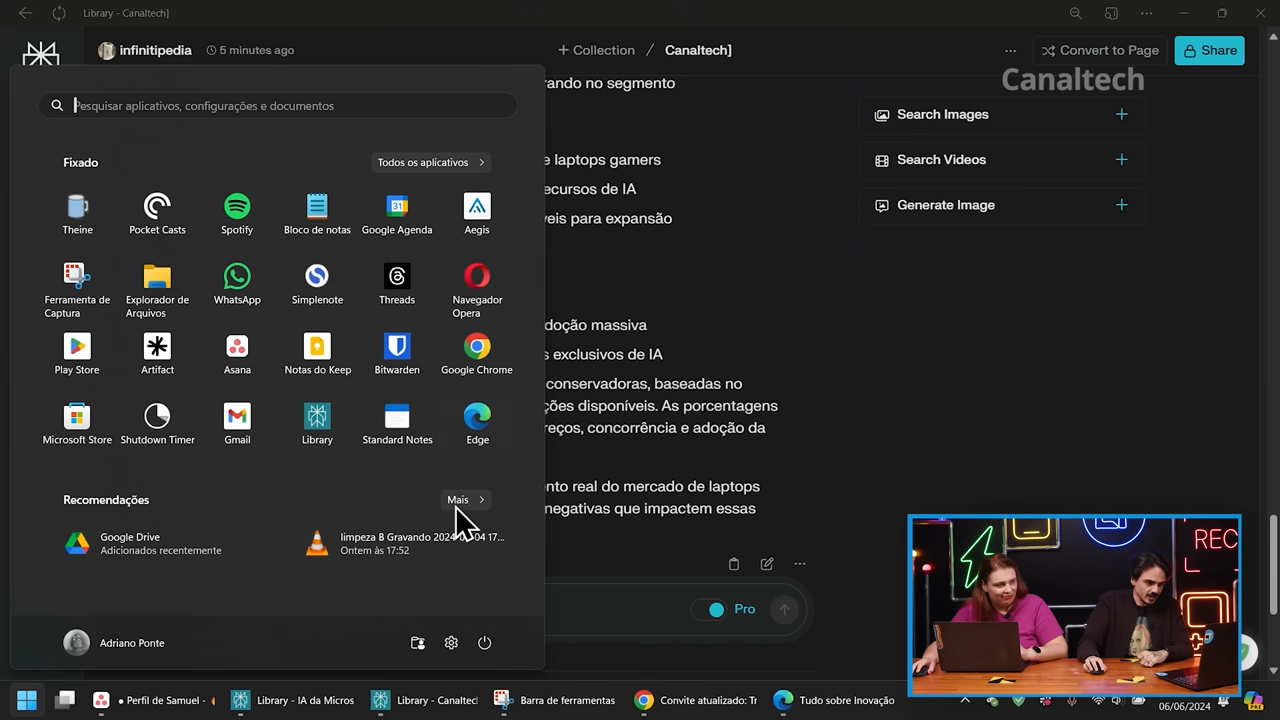 Library - Canaltech]
infinitipedia
5 minutes ago
Collection / Canaltech]
Convert to Page
Share
Canaltech
rando no segmento
Search Images
Search Videos
Generate Image
Pesquisar aplicativos, configurações e documentos
Fixado
Todos os aplicativos
Theine
Pocket Casts
Spotify
Bloco de notas
31
Google Agenda
Aegis
Ferramenta de
Captura
Explorador de
Arquivos
WhatsApp
Simplenote
Threads
Navegador
Opera
Play Store
Artifact
Asana
Notas do Keep
Bitwarden
Google Chrome
Microsoft Store
Shutdown Timer
Gmail
Library
Standard Notes
Edge
Recomendações
Mais
Google Drive
Adicionados recentemente
limpeza B Gravando 2024 04 17...
Ontem às 17:52
Adriano Ponte
e laptops gamers
ecursos de IA
veis para expansão
doção massiva
s exclusivos de IA
conservadoras, baseadas no
ções disponíveis. As porcentagens
reços, concorrência e adoção da
nto real do mercado de laptops
negativas que impactem essas
Pro
REC
Perfil de Samuel -
Library - IA da Micro
Library - Canaltecl
Barra de ferramentas
Convite atualizado: Tr
Tudo sobre Inovação
06/06/2024